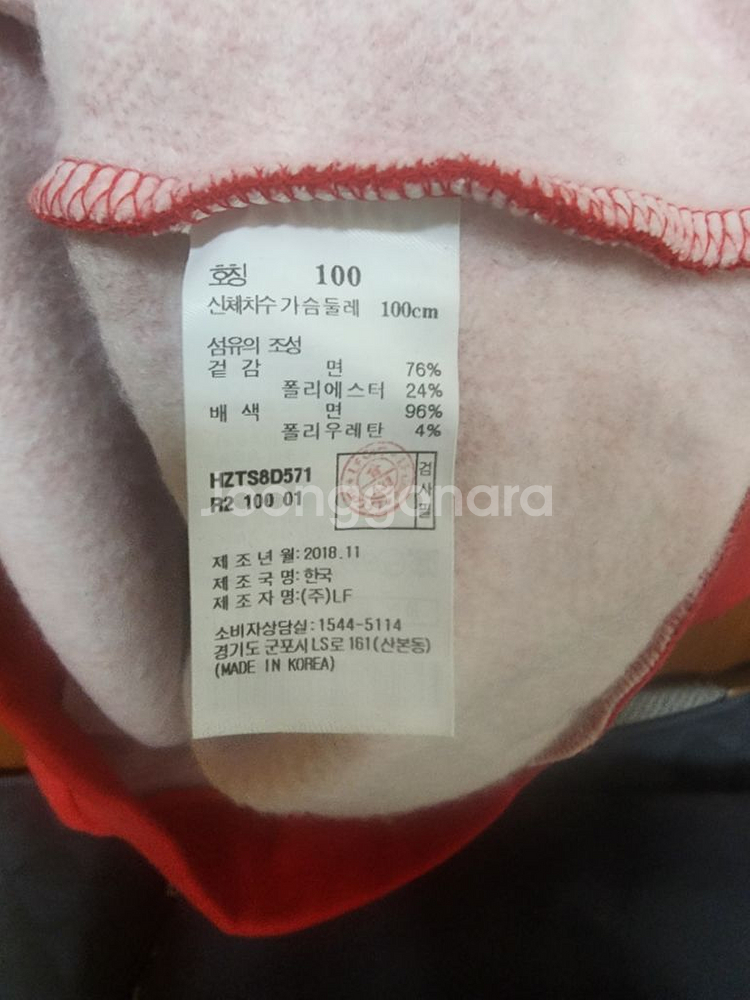 호칭 100
신체치수 가슴둘레 100cm
섬유의 조성
겉 감 면 76%
폴리에스터 24%
배 색 면 96%
폴리우레탄 4%
HZTS8D571
R2 100 01
검사필
Joonggonara
제 조 년 월: 2018.11
제 조 국 명: 한국
제 조 자 명: (주)LF
소비자상담실: 1544-5114
경기도 군포시 LS로 161(산본동)
(MADE IN KOREA)